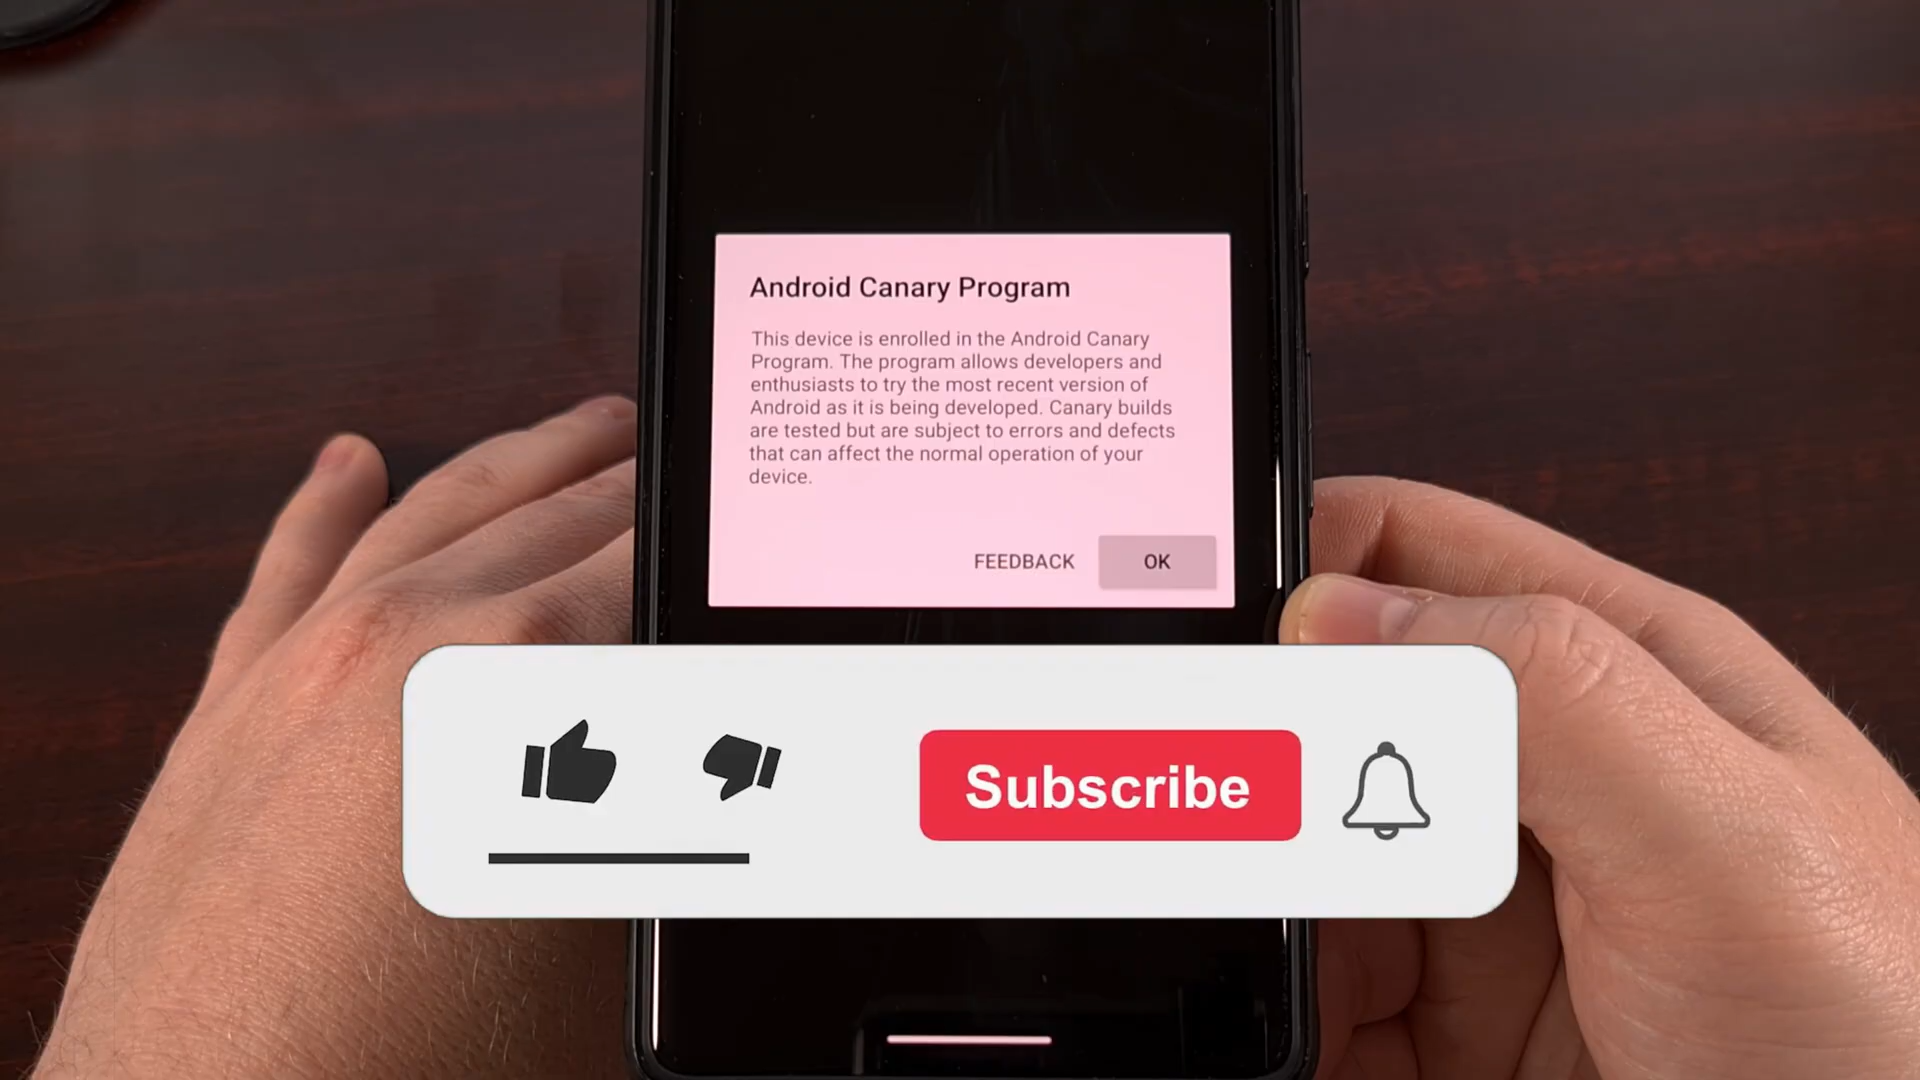 Android Canary Program
This device is enrolled in the Android Canary
Program. The program allows developers and
enthusiasts to try the most recent version of
Android as it is being developed. Canary builds
are tested but are subject to errors and defects
that can affect the normal operation of your
device.
FEEDBACK OK
Subscribe